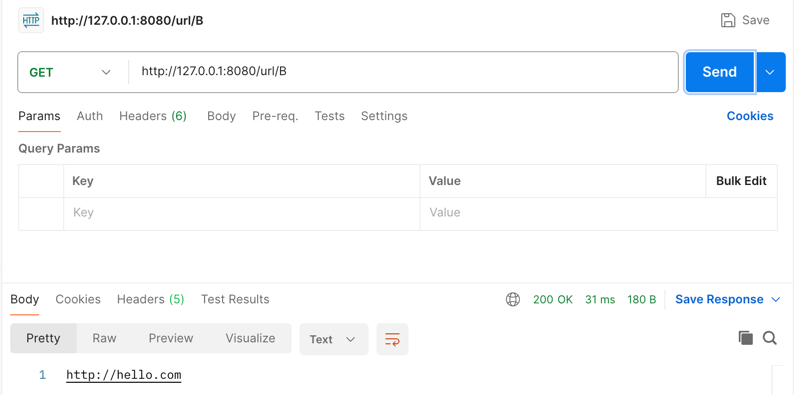 HTTP http://127.0.0.1:8080/url/B Save
GET http://127.0.0.1:8080/url/B Send
Params Auth Headers (6) Body Pre-req. Tests Settings Cookies
Query Params
Key Value Bulk Edit
Key Value
Body Cookies Headers (5) Test Results 200 OK 31 ms 180 B Save Response
Pretty Raw Preview Visualize Text
1 http://hello.com